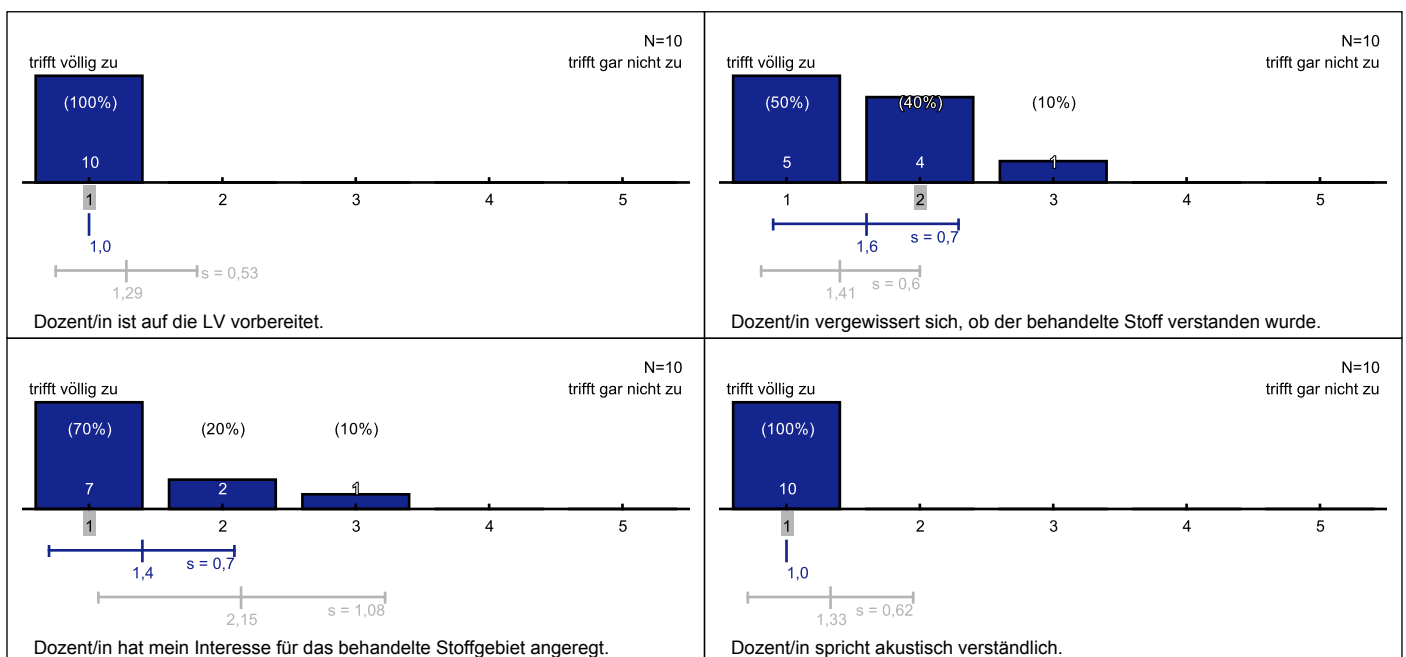 N=10
trifft völlig zu
trifft gar nicht zu
(100%)
10
1 2 3 4 5
1,0
s = 0,53
1,29
Dozent/in ist auf die LV vorbereitet.
N=10
trifft völlig zu
trifft gar nicht zu
(50%) (40%) (10%)
5 4 1
1 2 3 4 5
1,6 s = 0,7
1,41 s = 0,6
Dozent/in vergewissert sich, ob der behandelte Stoff verstanden wurde.
N=10
trifft völlig zu
trifft gar nicht zu
(70%) (20%) (10%)
7 2 1
1 2 3 4 5
1,4 s = 0,7
2,15 s = 1,08
Dozent/in hat mein Interesse für das behandelte Stoffgebiet angeregt.
N=10
trifft völlig zu
trifft gar nicht zu
(100%)
10
1 2 3 4 5
1,0
1,33 s = 0,62
Dozent/in spricht akustisch verständlich.